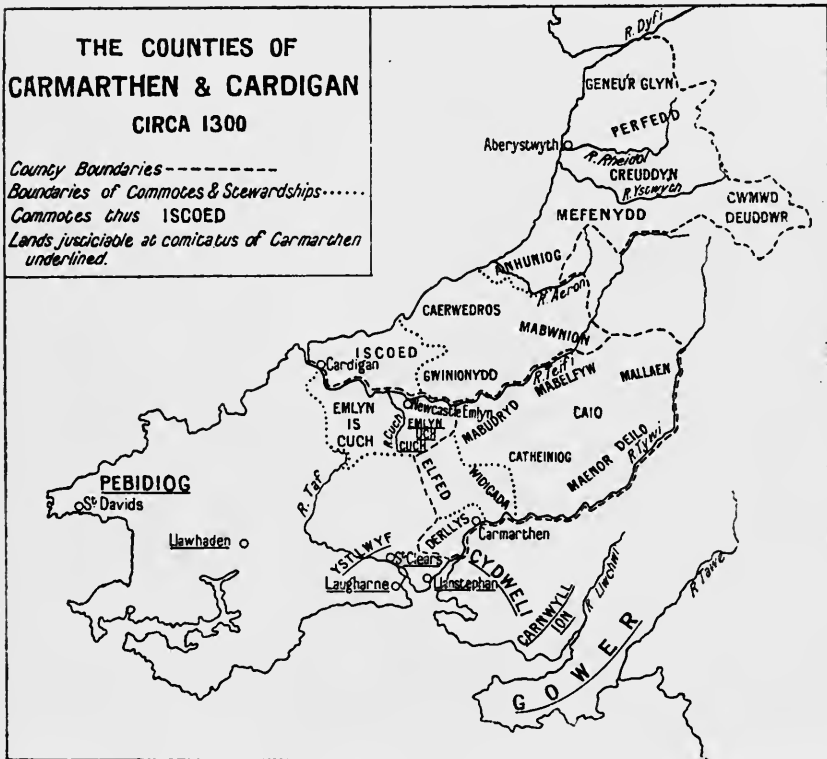 THE COUNTIES OF
CARMARTHEN & CARDIGAN
CIRCA 1300
County Boundaries
Boundaries of Commotes & Stewardships
Commotes thus ISCOED
Lands justiciable at comitatus of Carmarthen
underlined.
R. Dyfi
GENEU'R GLYN
PERFEDD
Aberystwyth
R. Rheidol
CREUDDYN
R. Ystwyth
CWMWD
DEUDDWR
MEFENYDD
ANHUNIOG
R. Aeron
CAERWEDROS
MABWNION
ISCOED
Cardigan
GWINIONYDD
R. Teifi
MABELFYW
MALLAEN
Newcastle Emlyn
EMLYN
IS
CUCH
R. Cuch
EMLYN
UCH
CUCH
MABUDRYD
CAIO
CATHEINIOG
MAENOR DEILO
R. Tywi
ELFED
WIDIGADA
PEBIDIOG
St Davids
R. Taf
Llawhaden
DERLLYS
Carmarthen
YSTLWYF
St Clears
Laugharne
Llanstephan
CYDWELI
CARNWYLL
ION
R. Llwchwl
R. Tawe
GOWER